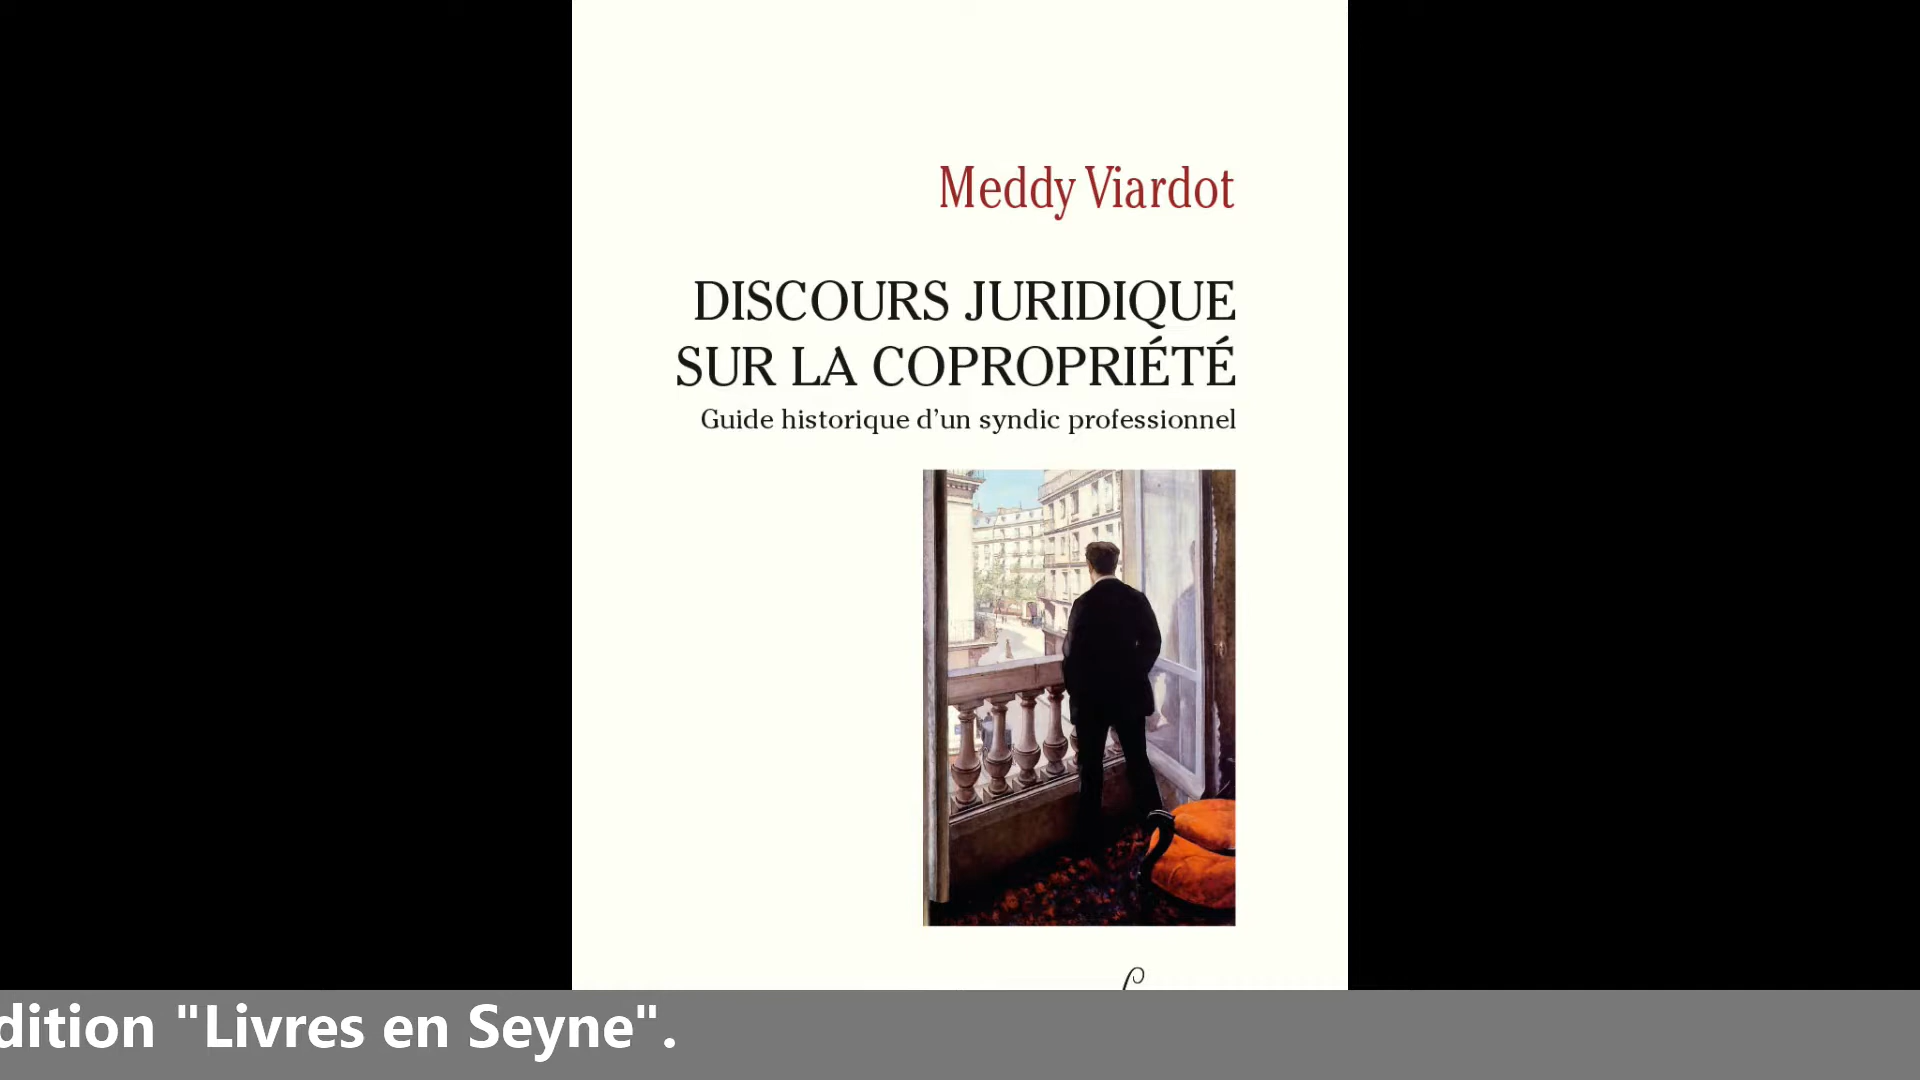 Meddy Viardot
DISCOURS JURIDIQUE
SUR LA COPROPRIÉTÉ
Guide historique d’un syndic professionnel
dition "Livres en Seyne".